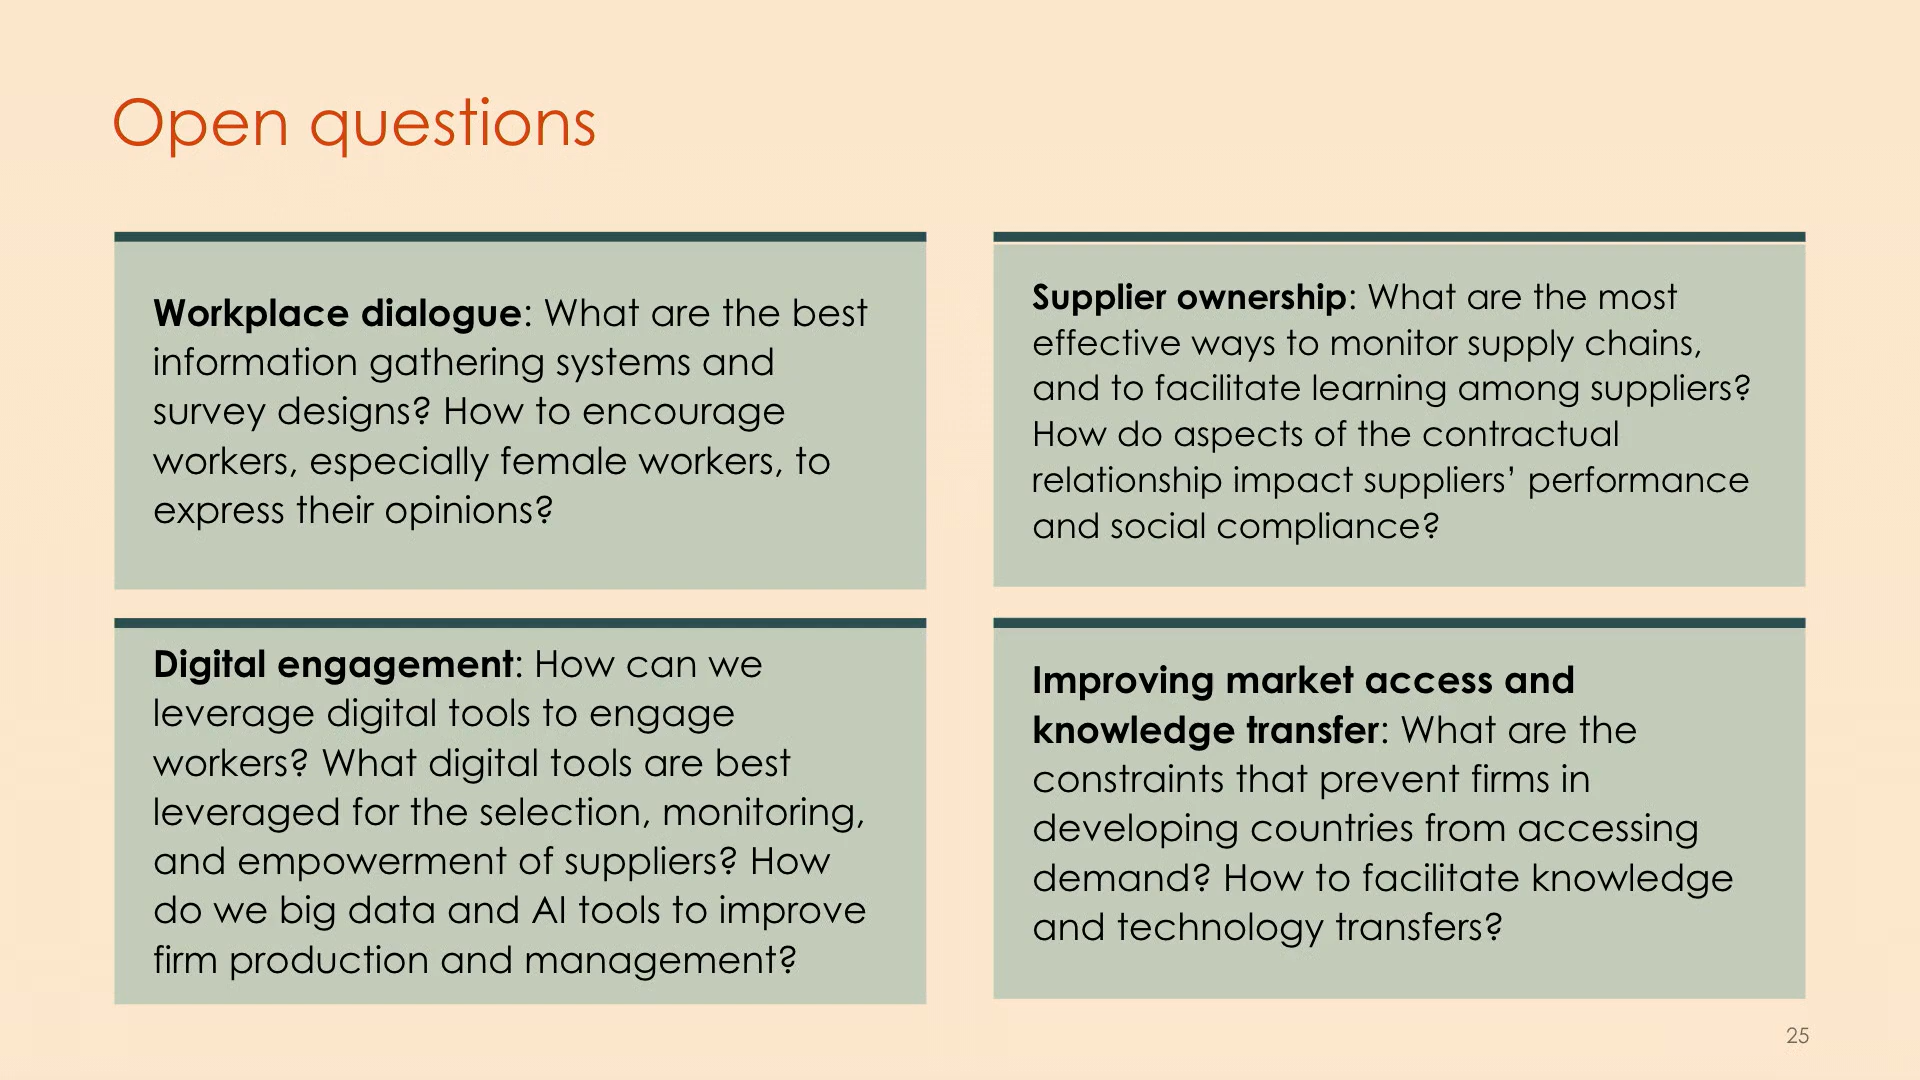 Open questions
Workplace dialogue: What are the best
information gathering systems and
survey designs? How to encourage
workers, especially female workers, to
express their opinions?
Supplier ownership: What are the most
effective ways to monitor supply chains,
and to facilitate learning among suppliers?
How do aspects of the contractual
relationship impact suppliers’ performance
and social compliance?
Digital engagement: How can we
leverage digital tools to engage
workers? What digital tools are best
leveraged for the selection, monitoring,
and empowerment of suppliers? How
do we big data and AI tools to improve
firm production and management?
Improving market access and
knowledge transfer: What are the
constraints that prevent firms in
developing countries from accessing
demand? How to facilitate knowledge
and technology transfers?
25